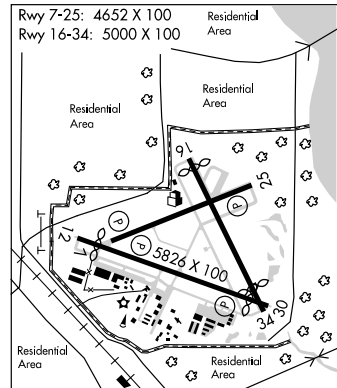 Rwy 7-25: 4652 X 100
Rwy 16-34: 5000 X 100
Residential
Area
Residential
Area
Residential
Area
16
25
P
P
P
12
7
5826 X 100
P
34
30
Residential
Area
Residential
Area